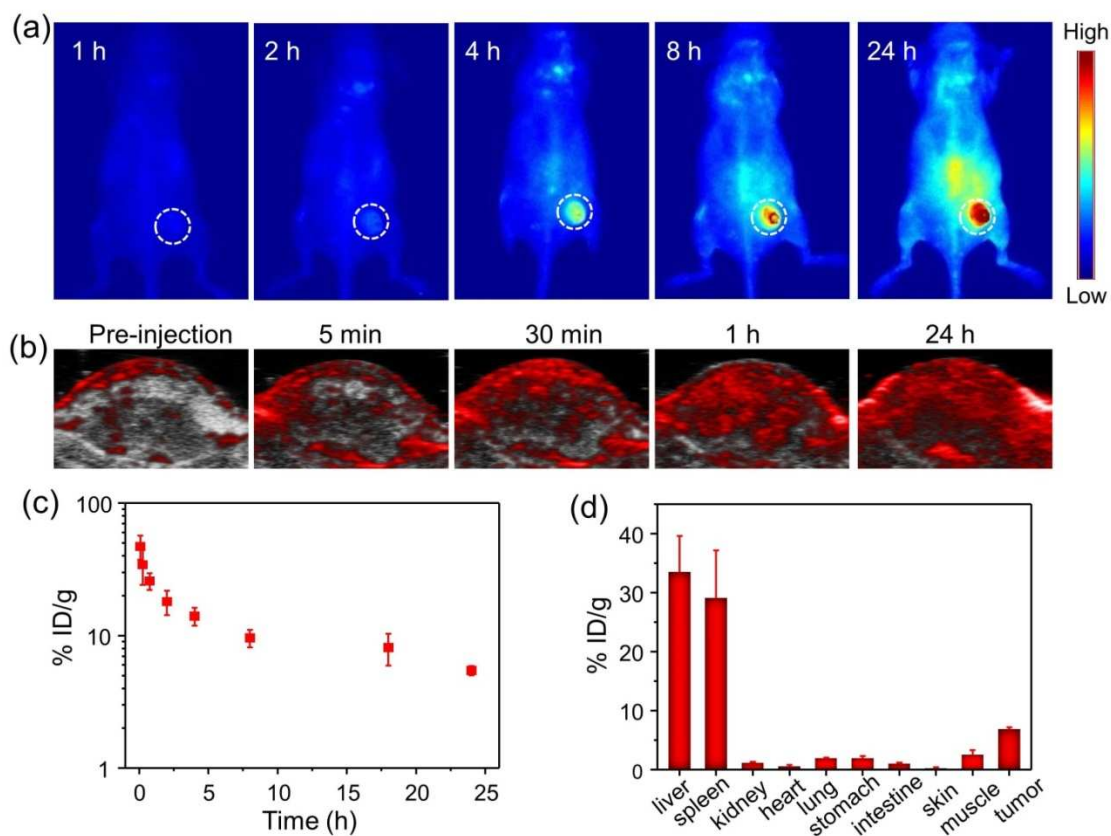 (a)
1 h
2 h
4 h
8 h
24 h
High
Low
(b)
Pre-injection
5 min
30 min
1 h
24 h
(c)
% ID/g
100
10
1
0
5
10
15
20
25
Time (h)
(d)
% ID/g
40
30
20
10
0
liver
spleen
kidney
heart
lung
stomach
intestine
skin
muscle
tumor